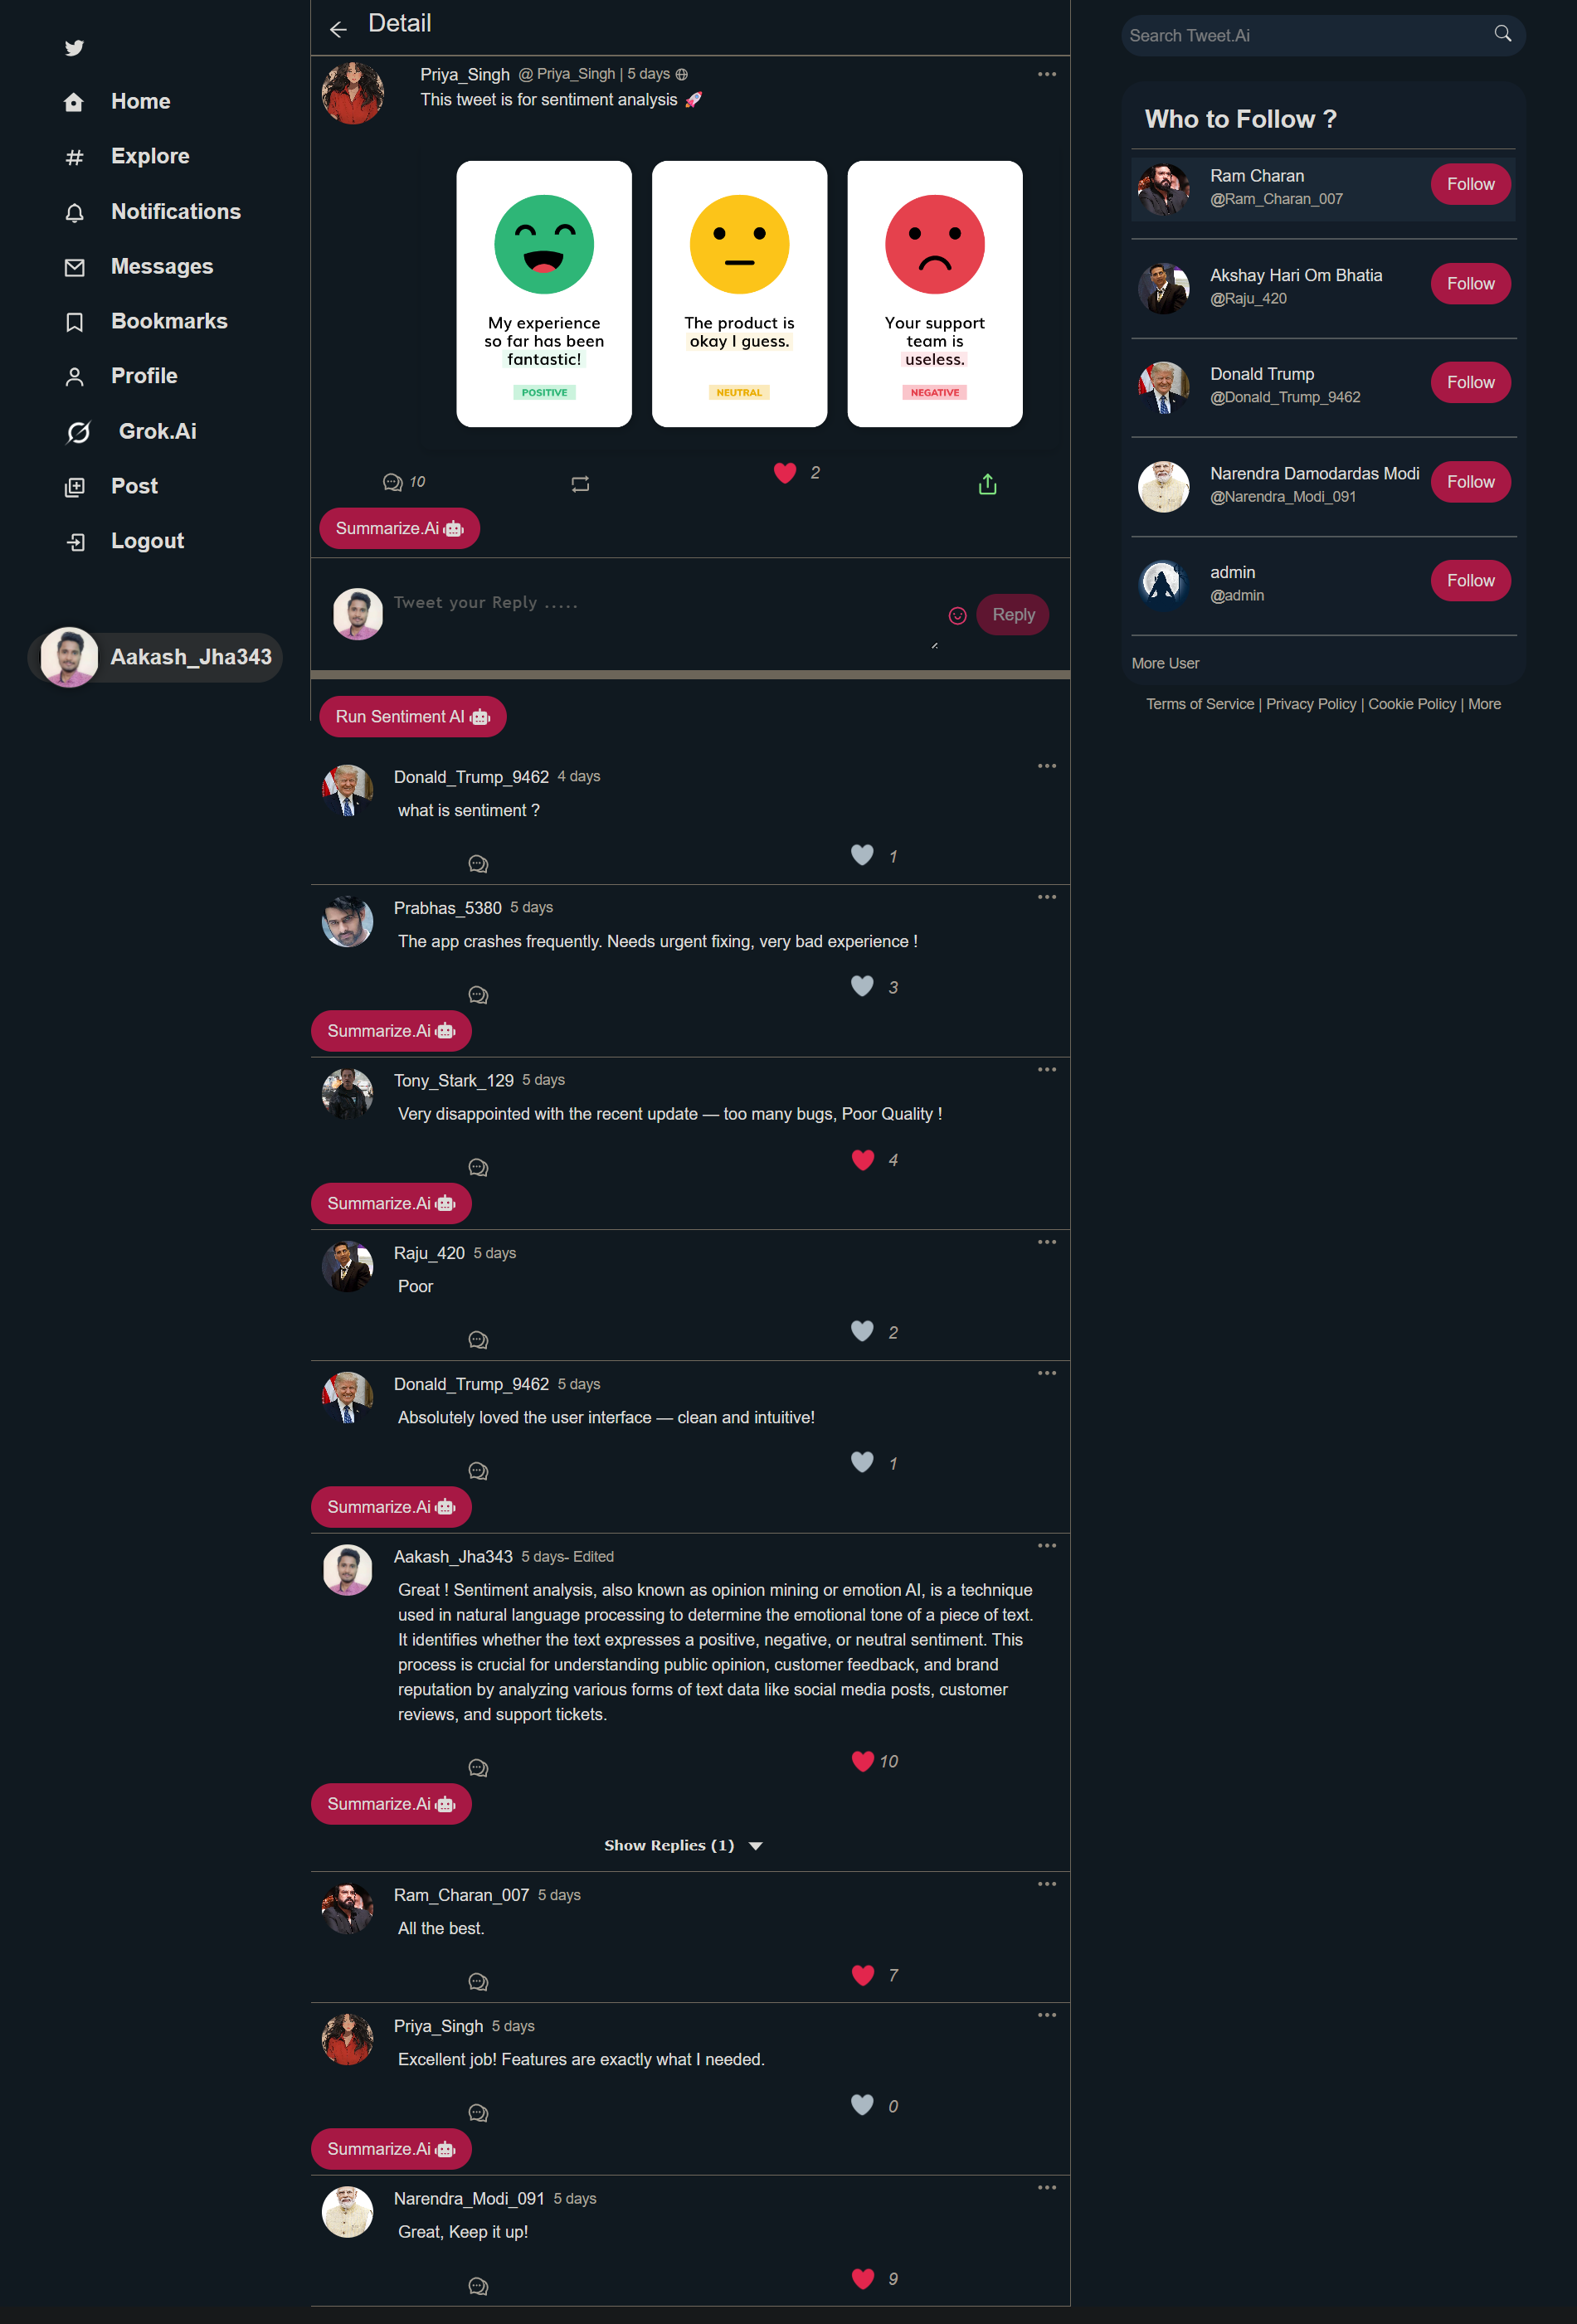 Home
Explore
Notifications
Messages
Bookmarks
Profile
Grok.Ai
Post
Logout
Aakash_Jha343
Detail
Priya_Singh @ Priya_Singh | 5 days
This tweet is for sentiment analysis 🚀
My experience
so far has been
fantastic!
POSITIVE
The product is
okay I guess.
NEUTRAL
Your support
team is
useless.
NEGATIVE
10
2
Summarize.Ai
Tweet your Reply .....
Reply
Run Sentiment AI
Donald_Trump_9462 4 days
what is sentiment ?
1
Prabhas_5380 5 days
The app crashes frequently. Needs urgent fixing, very bad experience !
3
Summarize.Ai
Tony_Stark_129 5 days
Very disappointed with the recent update — too many bugs, Poor Quality !
4
Summarize.Ai
Raju_420 5 days
Poor
2
Donald_Trump_9462 5 days
Absolutely loved the user interface — clean and intuitive!
1
Summarize.Ai
Aakash_Jha343 5 days- Edited
Great ! Sentiment analysis, also known as opinion mining or emotion AI, is a technique
used in natural language processing to determine the emotional tone of a piece of text.
It identifies whether the text expresses a positive, negative, or neutral sentiment. This
process is crucial for understanding public opinion, customer feedback, and brand
reputation by analyzing various forms of text data like social media posts, customer
reviews, and support tickets.
10
Summarize.Ai
Show Replies (1)
Ram_Charan_007 5 days
All the best.
7
Priya_Singh 5 days
Excellent job! Features are exactly what I needed.
0
Summarize.Ai
Narendra_Modi_091 5 days
Great, Keep it up!
9
Search Tweet.Ai
Who to Follow ?
Ram Charan
@Ram_Charan_007
Follow
Akshay Hari Om Bhatia
@Raju_420
Follow
Donald Trump
@Donald_Trump_9462
Follow
Narendra Damodardas Modi
@Narendra_Modi_091
Follow
admin
@admin
Follow
More User
Terms of Service | Privacy Policy | Cookie Policy | More